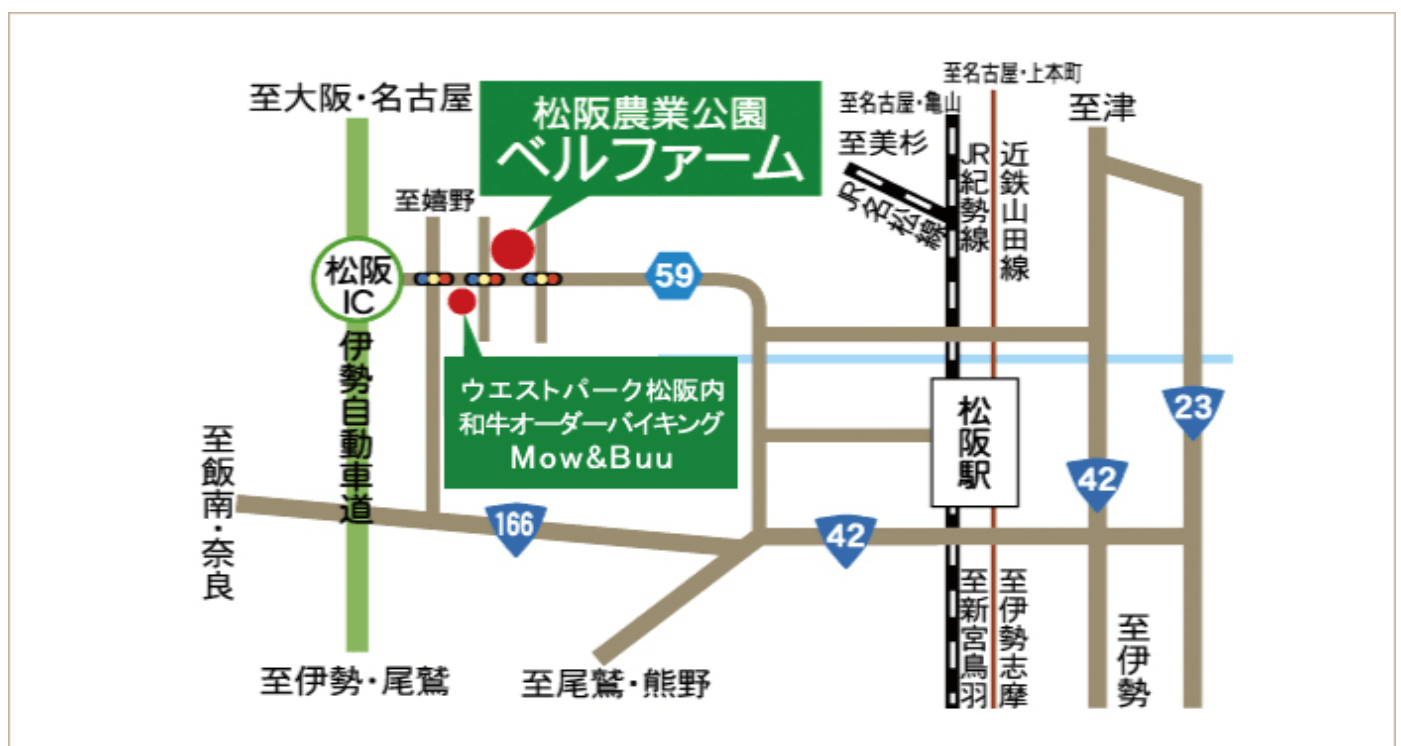 至名古屋・上本町
至大阪・名古屋
至名古屋・亀山
至津
松阪農業公園
ベルファーム
至美杉
JR名松線
JR紀勢線
近鉄山田線
至嬉野
松阪
IC
59
伊勢自動車道
ウエストパーク松阪内
和牛オーダーバイキング
Mow&Buu
松阪駅
23
至飯南・奈良
42
166
42
至新宮鳥羽
至伊勢志摩
至伊勢
至伊勢・尾鷲
至尾鷲・熊野